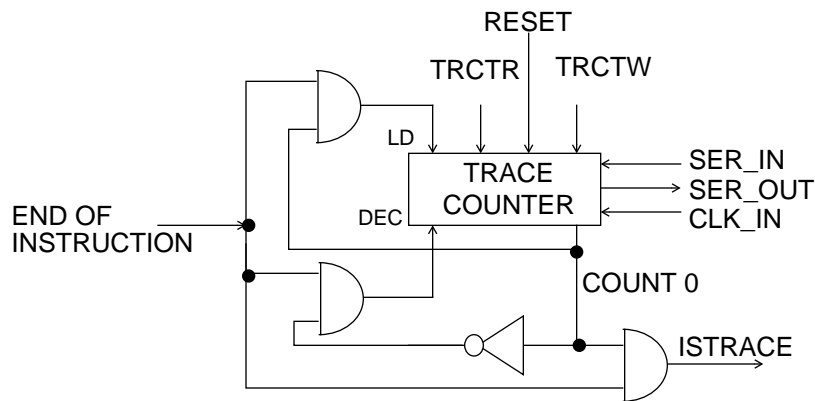 RESET
TRCTR
TRCTW
LD
TRACE
COUNTER
SER_IN
SER_OUT
CLK_IN
END OF
INSTRUCTION
DEC
COUNT 0
ISTRACE